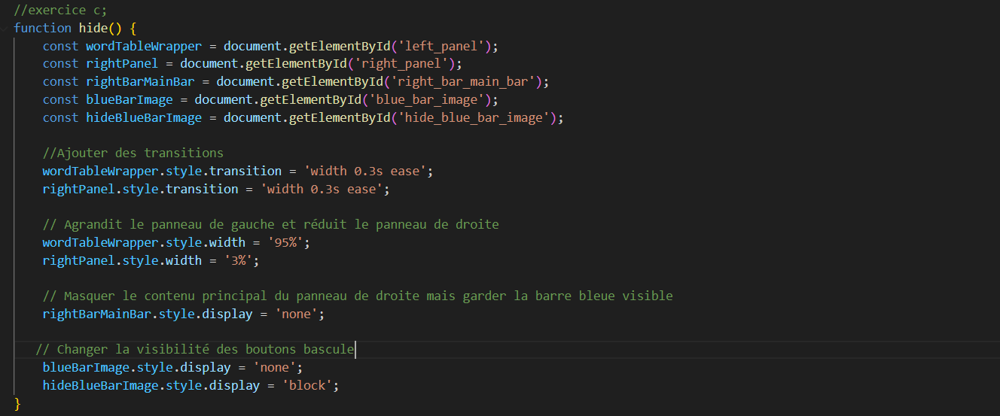 //exercice c;
function hide() {
    const wordTableWrapper = document.getElementById('left_panel');
    const rightPanel = document.getElementById('right_panel');
    const rightBarMainBar = document.getElementById('right_bar_main_bar');
    const blueBarImage = document.getElementById('blue_bar_image');
    const hideBlueBarImage = document.getElementById('hide_blue_bar_image');

    //Ajouter des transitions
    wordTableWrapper.style.transition = 'width 0.3s ease';
    rightPanel.style.transition = 'width 0.3s ease';

    // Agrandit le panneau de gauche et réduit le panneau de droite
    wordTableWrapper.style.width = '95%';
    rightPanel.style.width = '3%';

    // Masquer le contenu principal du panneau de droite mais garder la barre bleue visible
    rightBarMainBar.style.display = 'none';

   // Changer la visibilité des boutons bascule
    blueBarImage.style.display = 'none';
    hideBlueBarImage.style.display = 'block';
}